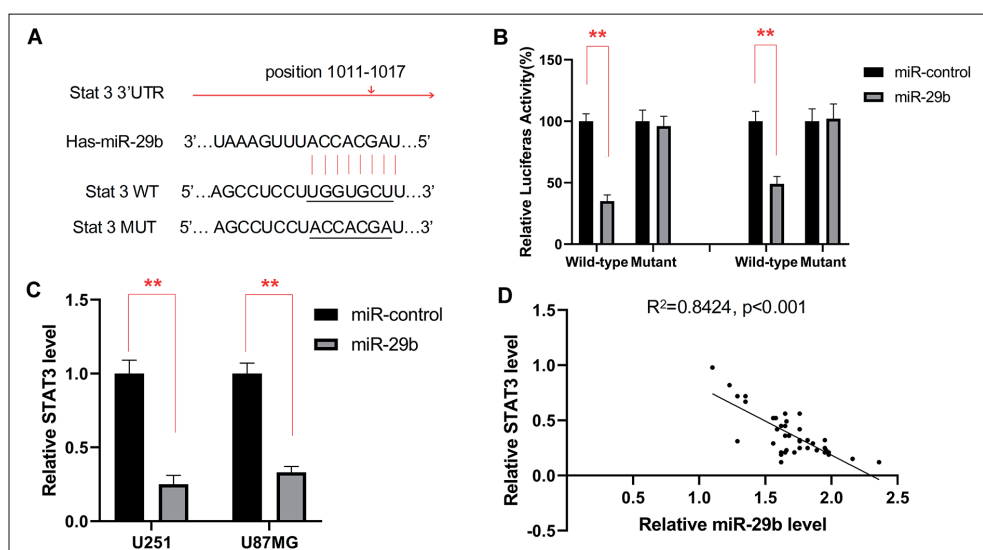 A
position 1011-1017
Stat 3 3'UTR
Has-miR-29b 3'…UAAAGUUUACCACGAU…5'
Stat 3 WT 5'…AGCCUCCUUUGGUGCUU…3'
Stat 3 MUT 5'… AGCCUCCUACCACGAU…3'
B
**
**
Relative Luciferas Activity(%)
150
100
50
0
Wild-type Mutant Wild-type Mutant
miR-control
miR-29b
C
**
**
Relative STAT3 level
1.5
1.0
0.5
0.0
U251 U87MG
miR-control
miR-29b
D
R²=0.8424, p<0.001
Relative STAT3 level
1.5
1.0
0.5
0.0
-0.5
0.5 1.0 1.5 2.0 2.5
Relative miR-29b level